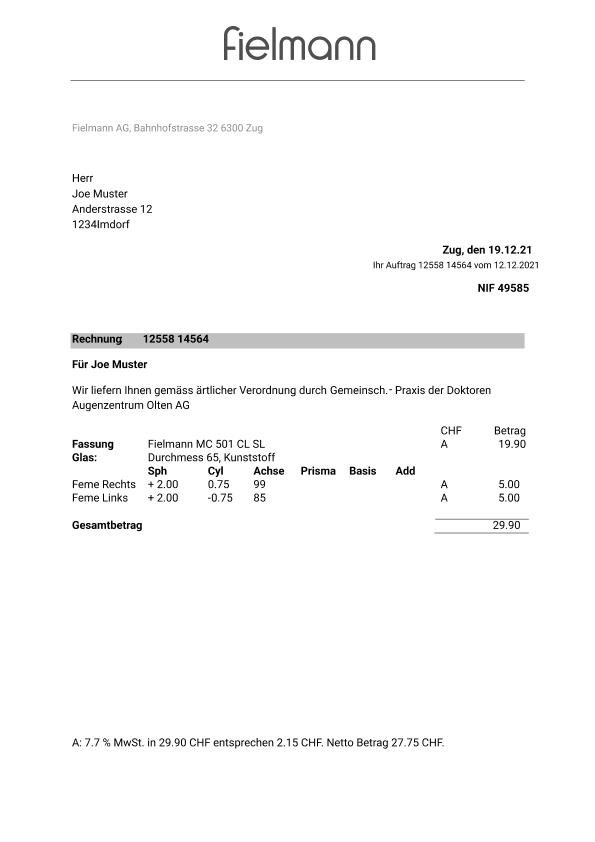 fielmann
Fielmann AG, Bahnhofstrasse 32 6300 Zug
Herr
Joe Muster
Anderstrasse 12
1234Imdorf
Zug, den 19.12.21
Ihr Auftrag 12558 14564 vom 12.12.2021
NIF 49585
Rechnung 12558 14564
Für Joe Muster
Wir liefern Ihnen gemäss ärtlicher Verordnung durch Gemeinsch.- Praxis der Doktoren
Augenzentrum Olten AG
CHF Betrag
Fassung Fielmann MC 501 CL SL A 19.90
Glas: Durchmess 65, Kunststoff
Sph Cyl Achse Prisma Basis Add
Feme Rechts + 2.00 0.75 99 A 5.00
Feme Links + 2.00 -0.75 85 A 5.00
Gesamtbetrag 29.90
A: 7.7 % MwSt. in 29.90 CHF entsprechen 2.15 CHF. Netto Betrag 27.75 CHF.